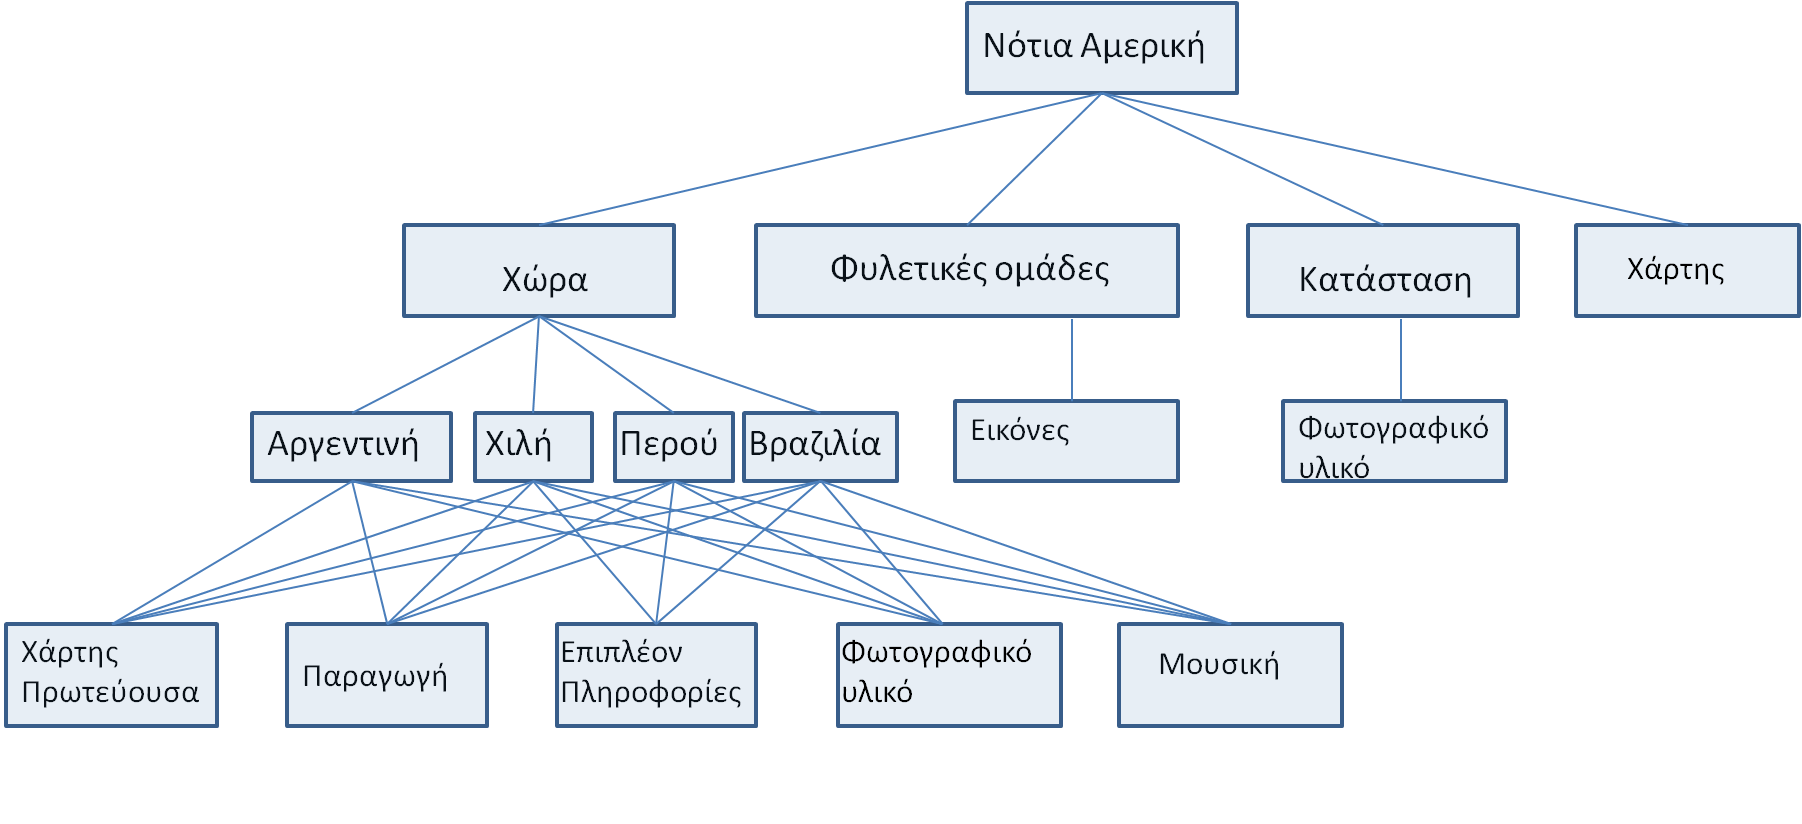 Νότια Αμερική
Χώρα
Φυλετικές ομάδες
Κατάσταση
Χάρτης
Αργεντινή
Χιλή
Περού
Βραζιλία
Εικόνες
Φωτογραφικό
υλικό
Χάρτης
Πρωτεύουσα
Παραγωγή
Επιπλέον
Πληροφορίες
Φωτογραφικό
υλικό
Μουσική